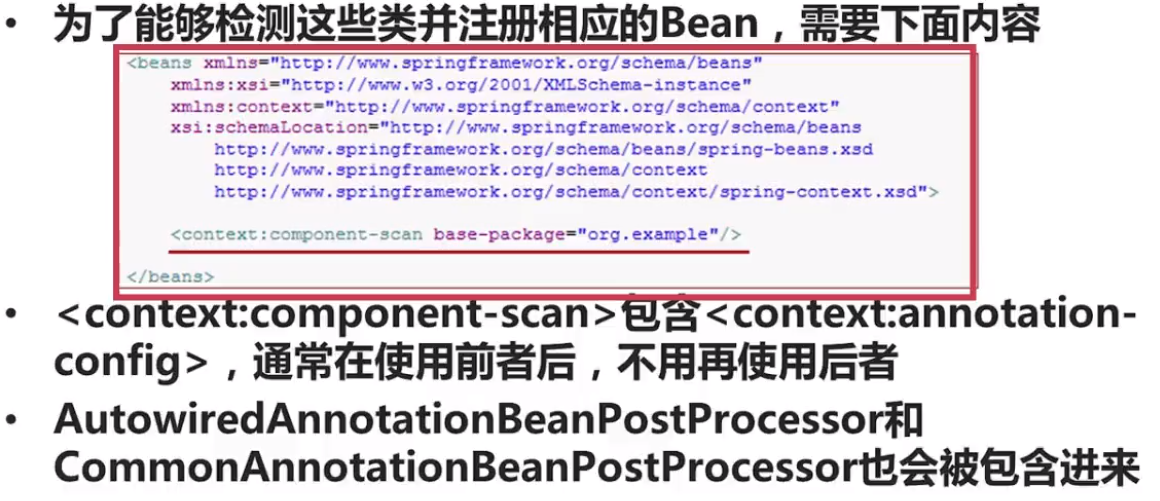 • 为了能够检测这些类并注册相应的Bean，需要下面内容
<beans xmlns="http://www.springframework.org/schema/beans"
xmlns:xsi="http://www.w3.org/2001/XMLSchema-instance"
xmlns:context="http://www.springframework.org/schema/context"
xsi:schemaLocation="http://www.springframework.org/schema/beans
http://www.springframework.org/schema/beans/spring-beans.xsd
http://www.springframework.org/schema/context
http://www.springframework.org/schema/context/spring-context.xsd">
<context:component-scan base-package="org.example"/>
</beans>
• <context:component-scan>包含<context:annotation-
config>，通常在使用前者后，不用再使用后者
• AutowiredAnnotationBeanPostProcessor和
CommonAnnotationBeanPostProcessor也会被包含进来